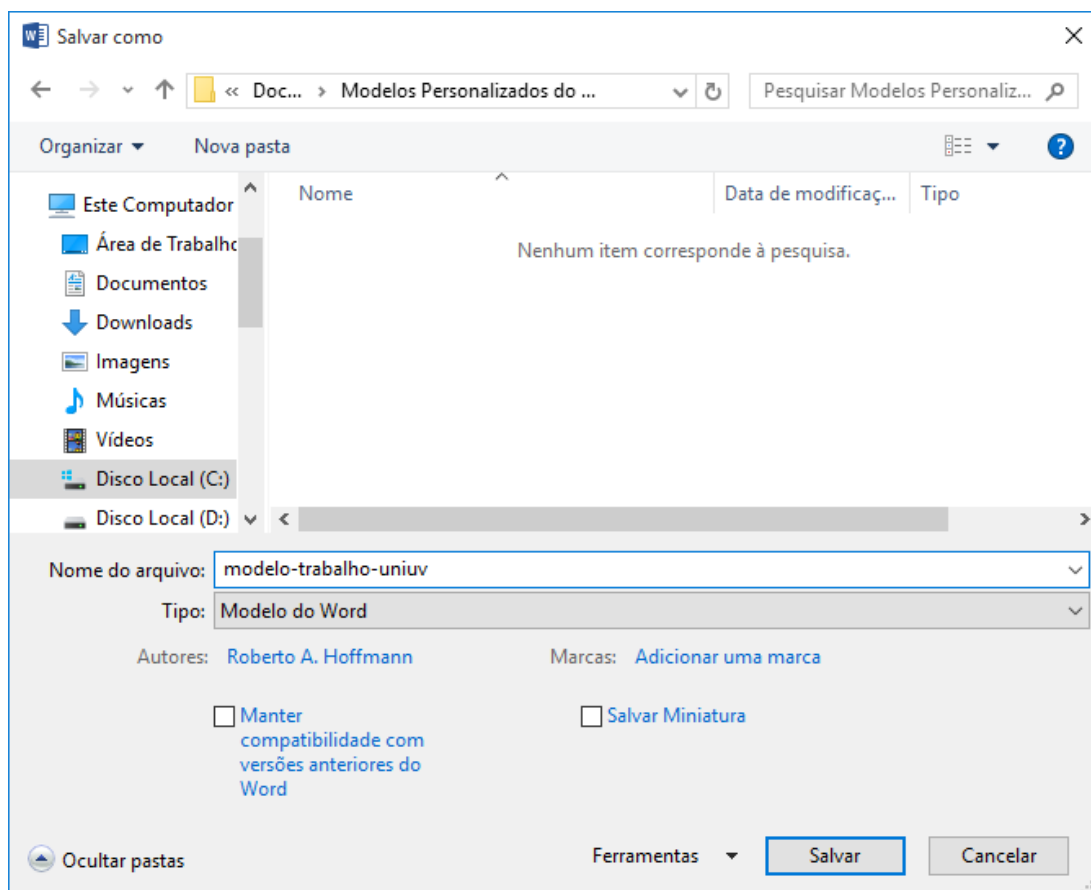 Salvar como
« Doc... › Modelos Personalizados do ... Pesquisar Modelos Personaliz...
Organizar Nova pasta ?
Este Computador Nome Data de modificaç... Tipo
Área de Trabalho Nenhum item corresponde à pesquisa.
Documentos
Downloads
Imagens
Músicas
Vídeos
Disco Local (C:)
Disco Local (D:)
Nome do arquivo: modelo-trabalho-uniuv
Tipo: Modelo do Word
Autores: Roberto A. Hoffmann Marcas: Adicionar uma marca
Manter Salvar Miniatura
compatibilidade com
versões anteriores do
Word
Ocultar pastas Ferramentas Salvar Cancelar